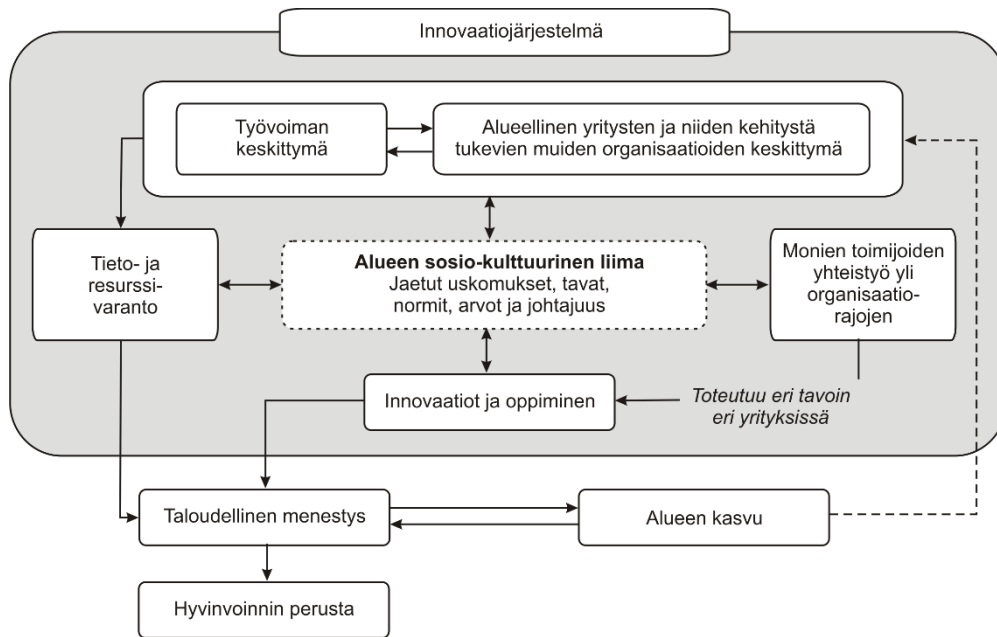 Innovaatiojärjestelmä
Työvoiman
keskittymä
Alueellinen yritysten ja niiden kehitystä
tukevien muiden organisaatioiden keskittymä
Tieto- ja
resurssi-
varanto
Alueen sosio-kulttuurinen liima
Jaetut uskomukset, tavat,
normit, arvot ja johtajuus
Monien toimijoiden
yhteistyö yli
organisaatio-
rajojen
Innovaatiot ja oppiminen
Toteutuu eri tavoin
eri yrityksissä
Taloudellinen menestys
Alueen kasvu
Hyvinvoinnin perusta